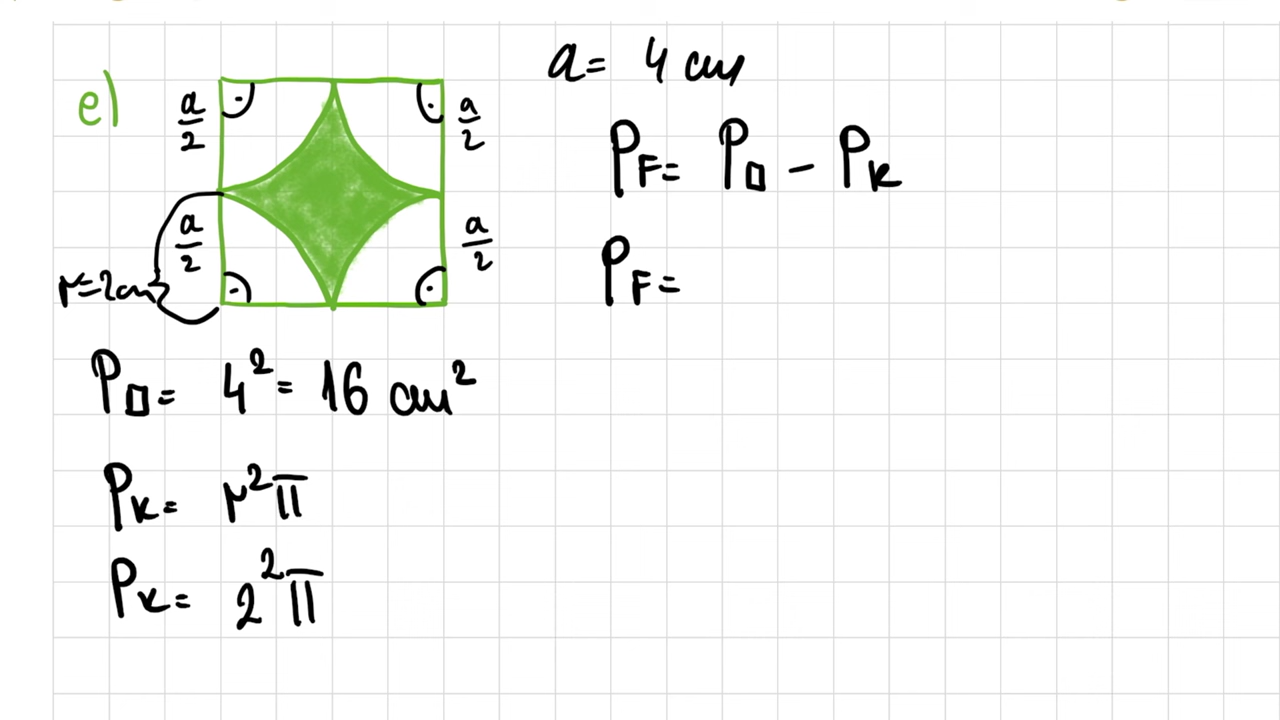 e)
a/2
a/2
a/2
a/2
r=2cm
a = 4 cm
P_F = P_□ - P_K
P_F =
P_□ = 4² = 16 cm²
P_K = r²π
P_K = 2²π